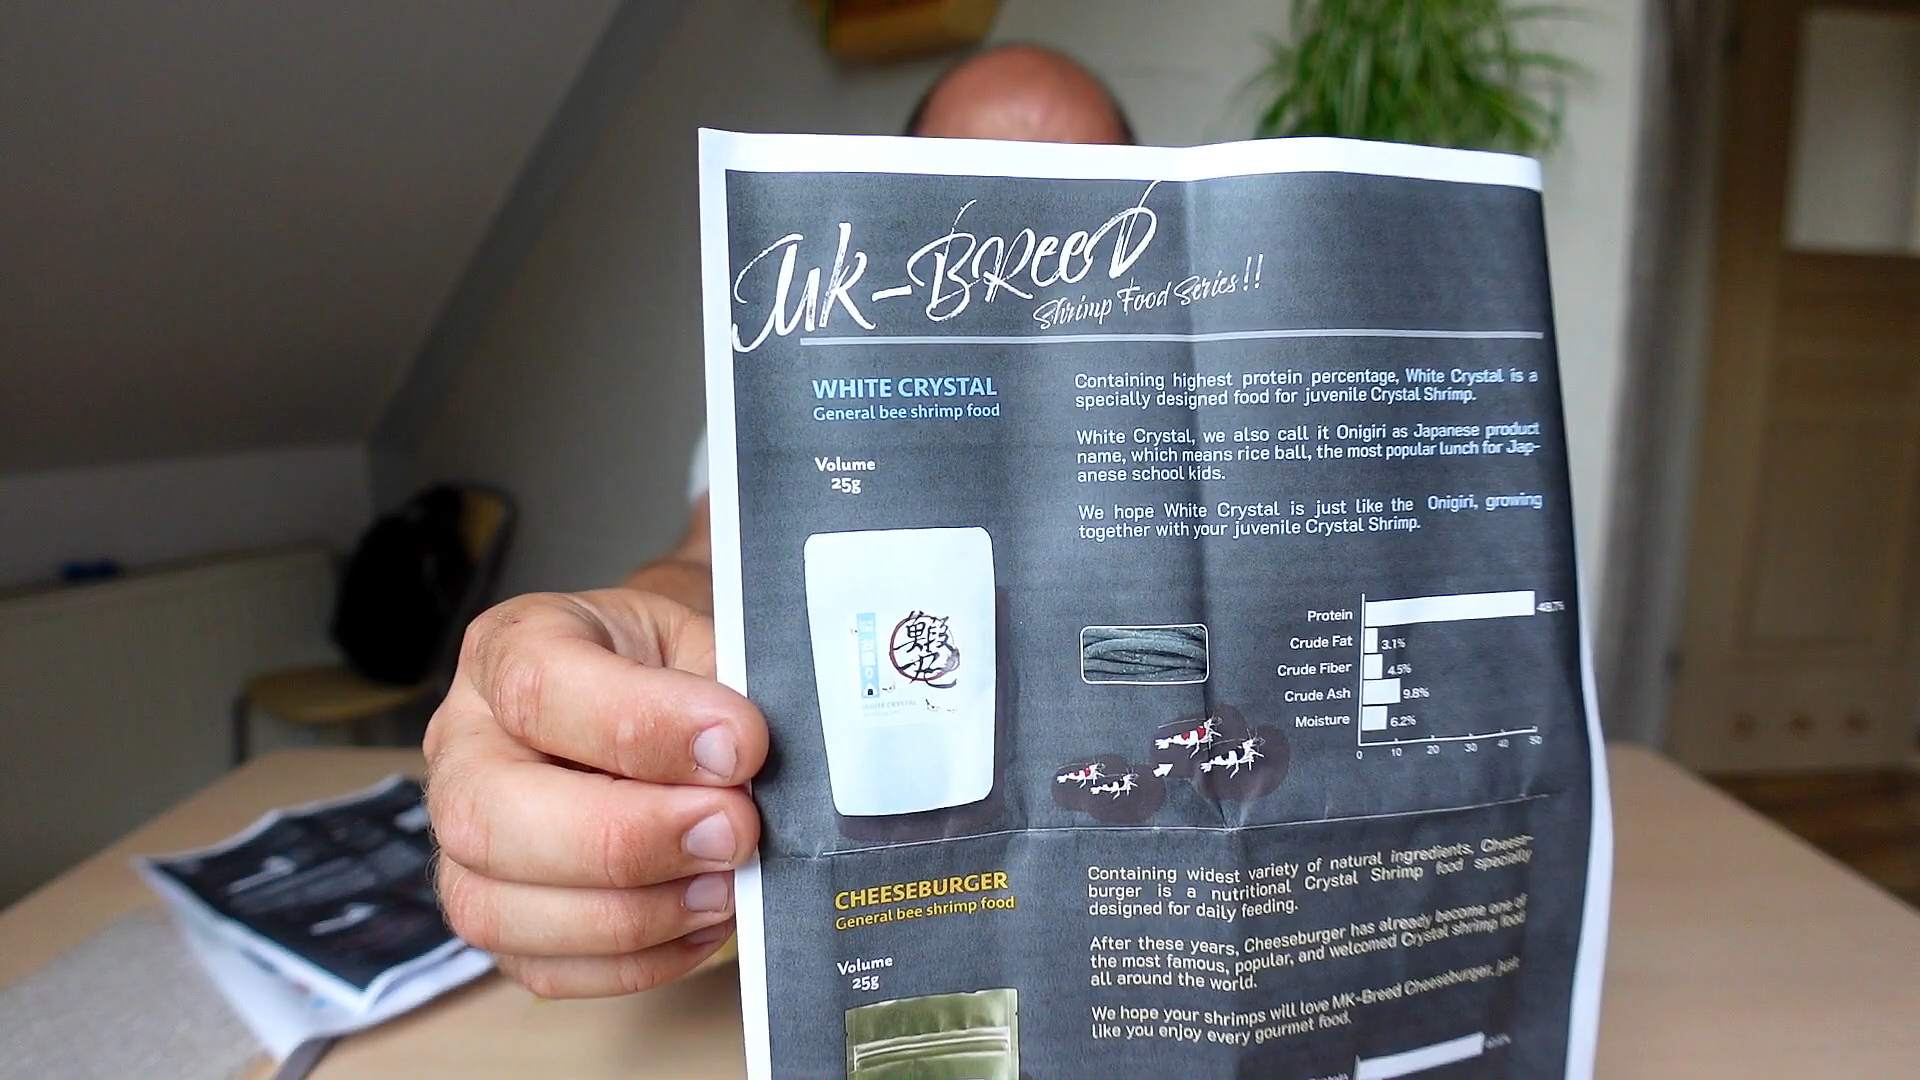 MK-BREED
Shrimp Food Series!!
WHITE CRYSTAL
General bee shrimp food
Volume
25g
Containing highest protein percentage, White Crystal is a
specially designed food for juvenile Crystal Shrimp.
White Crystal, we also call it Onigiri as Japanese product
name, which means rice ball, the most popular lunch for Jap-
anese school kids.
We hope White Crystal is just like the Onigiri, growing
together with your juvenile Crystal Shrimp.
鰕丸
WHITE CRYSTAL
Protein 48.7%
Crude Fat 3.1%
Crude Fiber 4.5%
Crude Ash 9.8%
Moisture 6.2%
0 10 20 30 40 50
CHEESEBURGER
General bee shrimp food
Volume
25g
Containing widest variety of natural ingredients, Cheese-
burger is a nutritional Crystal Shrimp food specially
designed for daily feeding.
After these years, Cheeseburger has already become one of
the most famous, popular, and welcomed Crystal shrimp food
all around the world.
We hope your shrimps will love MK-Breed Cheeseburger, just
like you enjoy every gourmet food.
Protein